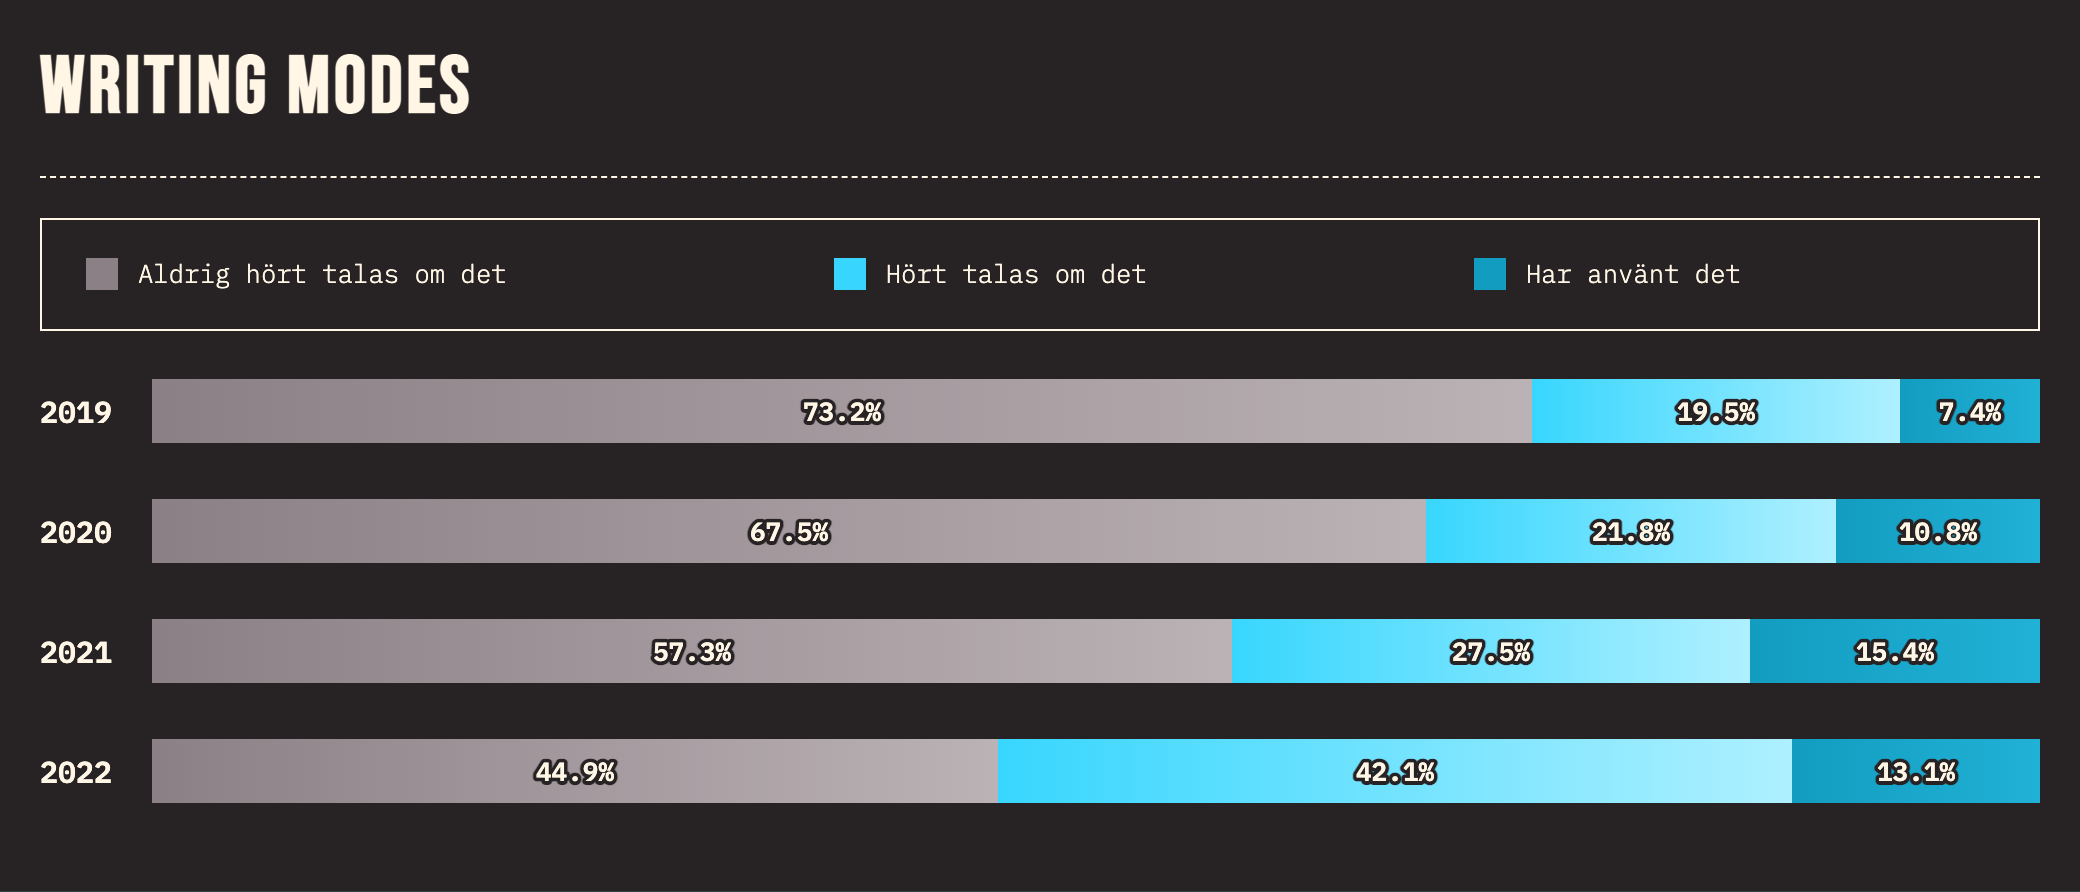 WRITING MODES
Aldrig hört talas om det Hört talas om det Har använt det
2019 73.2% 19.5% 7.4%
2020 67.5% 21.8% 10.8%
2021 57.3% 27.5% 15.4%
2022 44.9% 42.1% 13.1%